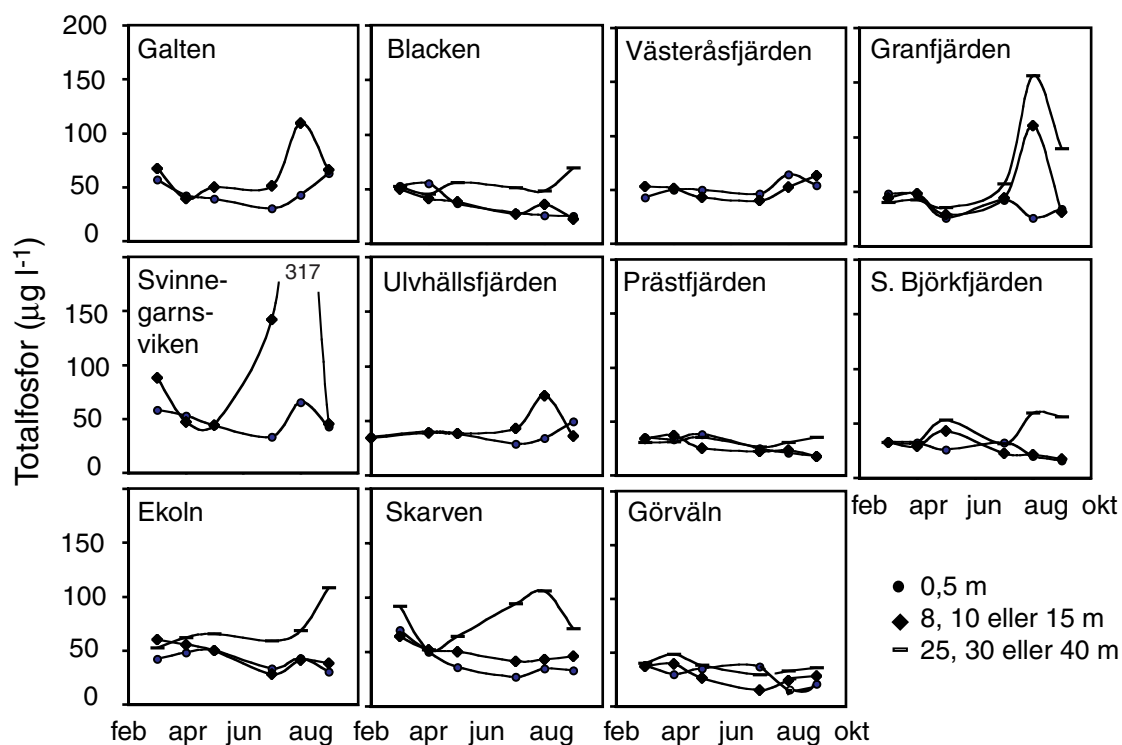 200
150
100
50
0
Galten
Blacken
Västeråsfjärden
Granfjärden
Totalfosfor (μg l-1)
150
100
50
0
Svinne-
garns-
viken
317
Ulvhällsfjärden
Prästfjärden
S. Björkfjärden
feb apr jun aug okt
150
100
50
0
Ekoln
Skarven
Görväln
0,5 m
8, 10 eller 15 m
25, 30 eller 40 m
feb apr jun aug feb apr jun aug feb apr jun aug okt